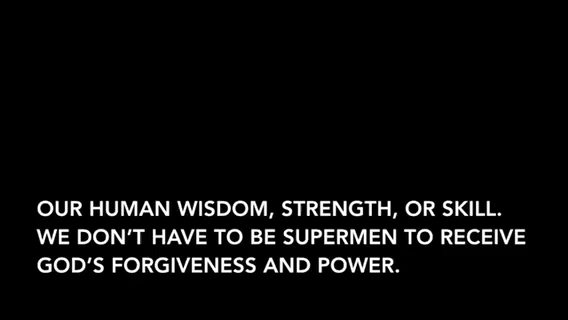 OUR HUMAN WISDOM, STRENGTH, OR SKILL.
WE DON’T HAVE TO BE SUPERMEN TO RECEIVE
GOD’S FORGIVENESS AND POWER.